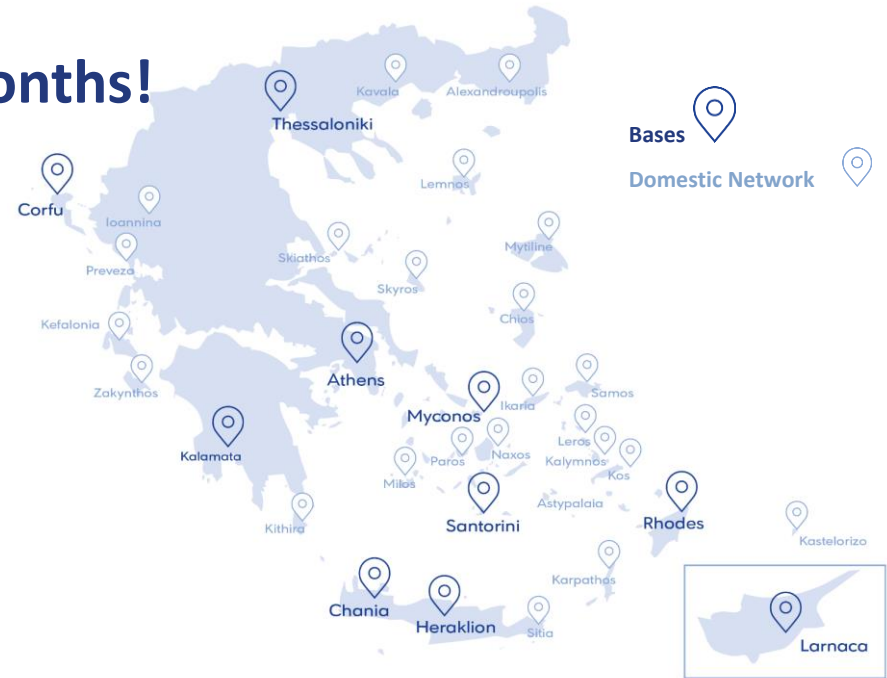 onths!
Bases
Domestic Network
Kavala
Alexandroupolis
Thessaloniki
Corfu
Lemnos
Ioannina
Mytiline
Skiathos
Preveza
Skyros
Chios
Kefalonia
Athens
Zakynthos
Samos
Ikaria
Myconos
Leros
Kalamata
Paros
Naxos
Kalymnos
Kos
Milos
Astypalaia
Santorini
Rhodes
Kithira
Kastelorizo
Karpathos
Chania
Heraklion
Sitia
Larnaca